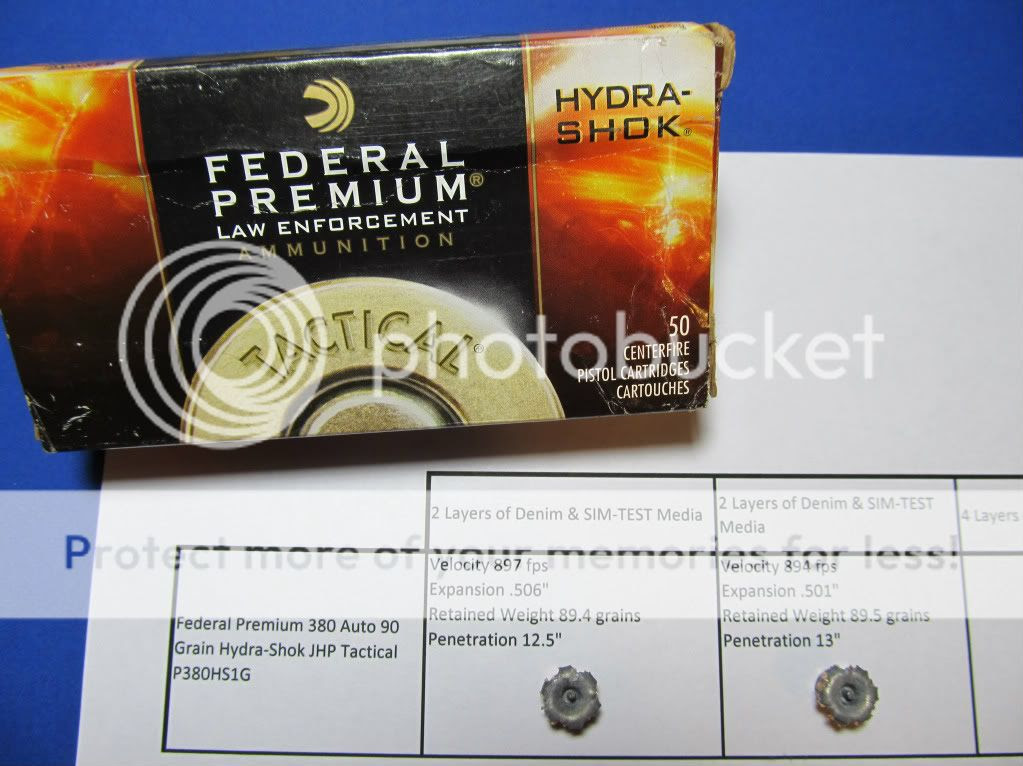 HYDRA-
SHOK®
FEDERAL
PREMIUM®
LAW ENFORCEMENT
AMMUNITION
TACTICAL®
50
CENTERFIRE
PISTOL CARTRIDGES
CARTOUCHES
photobucket
Protect more of your memories for less!
2 Layers of Denim & SIM-TEST Media
2 Layers of Denim & SIM-TEST
Media
4 Layers
Federal Premium 380 Auto 90
Grain Hydra-Shok JHP Tactical
P380HS1G
Velocity 897 fps
Expansion .506"
Retained Weight 89.4 grains
Penetration 12.5"
Velocity 894 fps
Expansion .501"
Retained Weight 89.5 grains
Penetration 13"